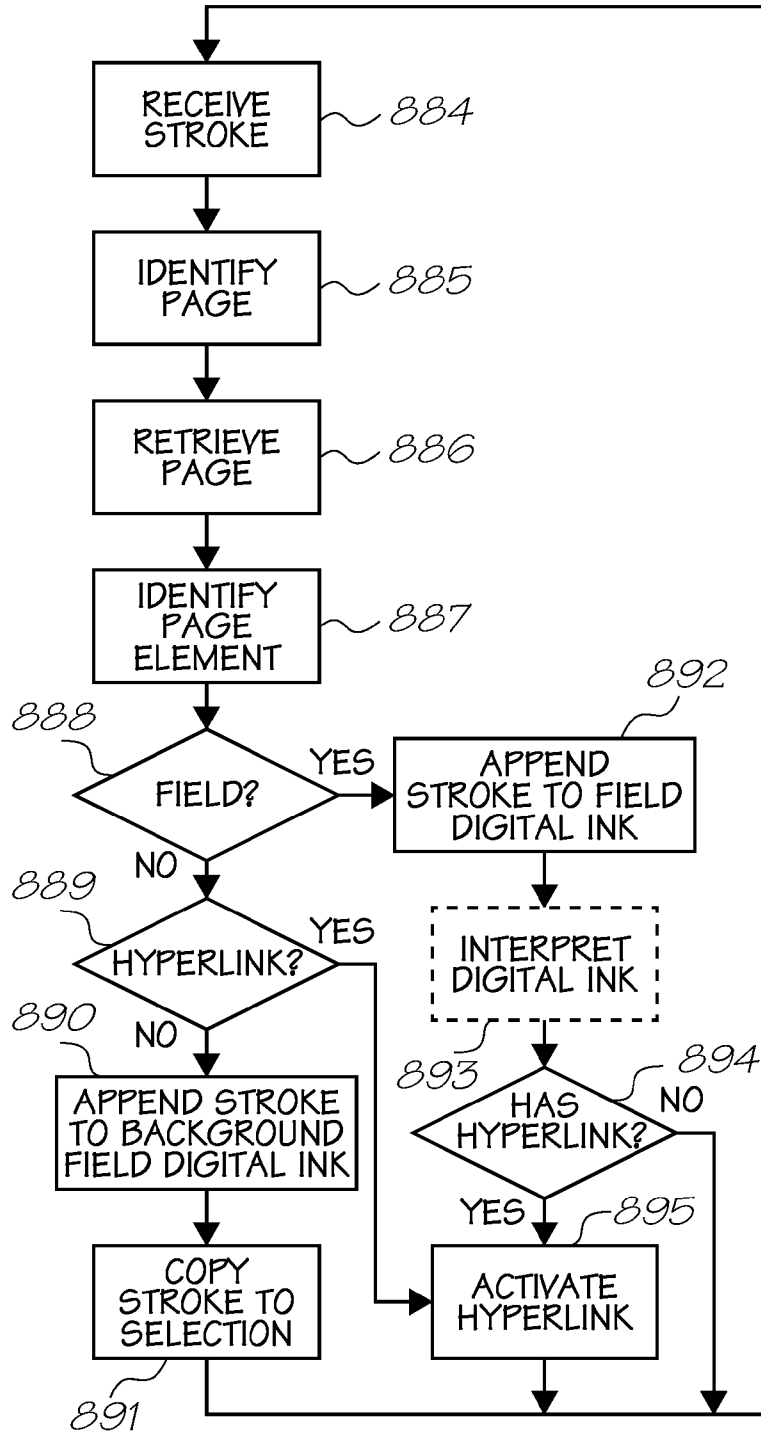 RECEIVE
STROKE
884
IDENTIFY
PAGE
885
RETRIEVE
PAGE
886
IDENTIFY
PAGE
ELEMENT
887
888
FIELD?
YES
NO
892
APPEND
STROKE TO FIELD
DIGITAL INK
889
HYPERLINK?
YES
NO
INTERPRET
DIGITAL INK
893
890
APPEND STROKE
TO BACKGROUND
FIELD DIGITAL INK
894
HAS
HYPERLINK?
NO
YES
895
COPY
STROKE TO
SELECTION
891
ACTIVATE
HYPERLINK